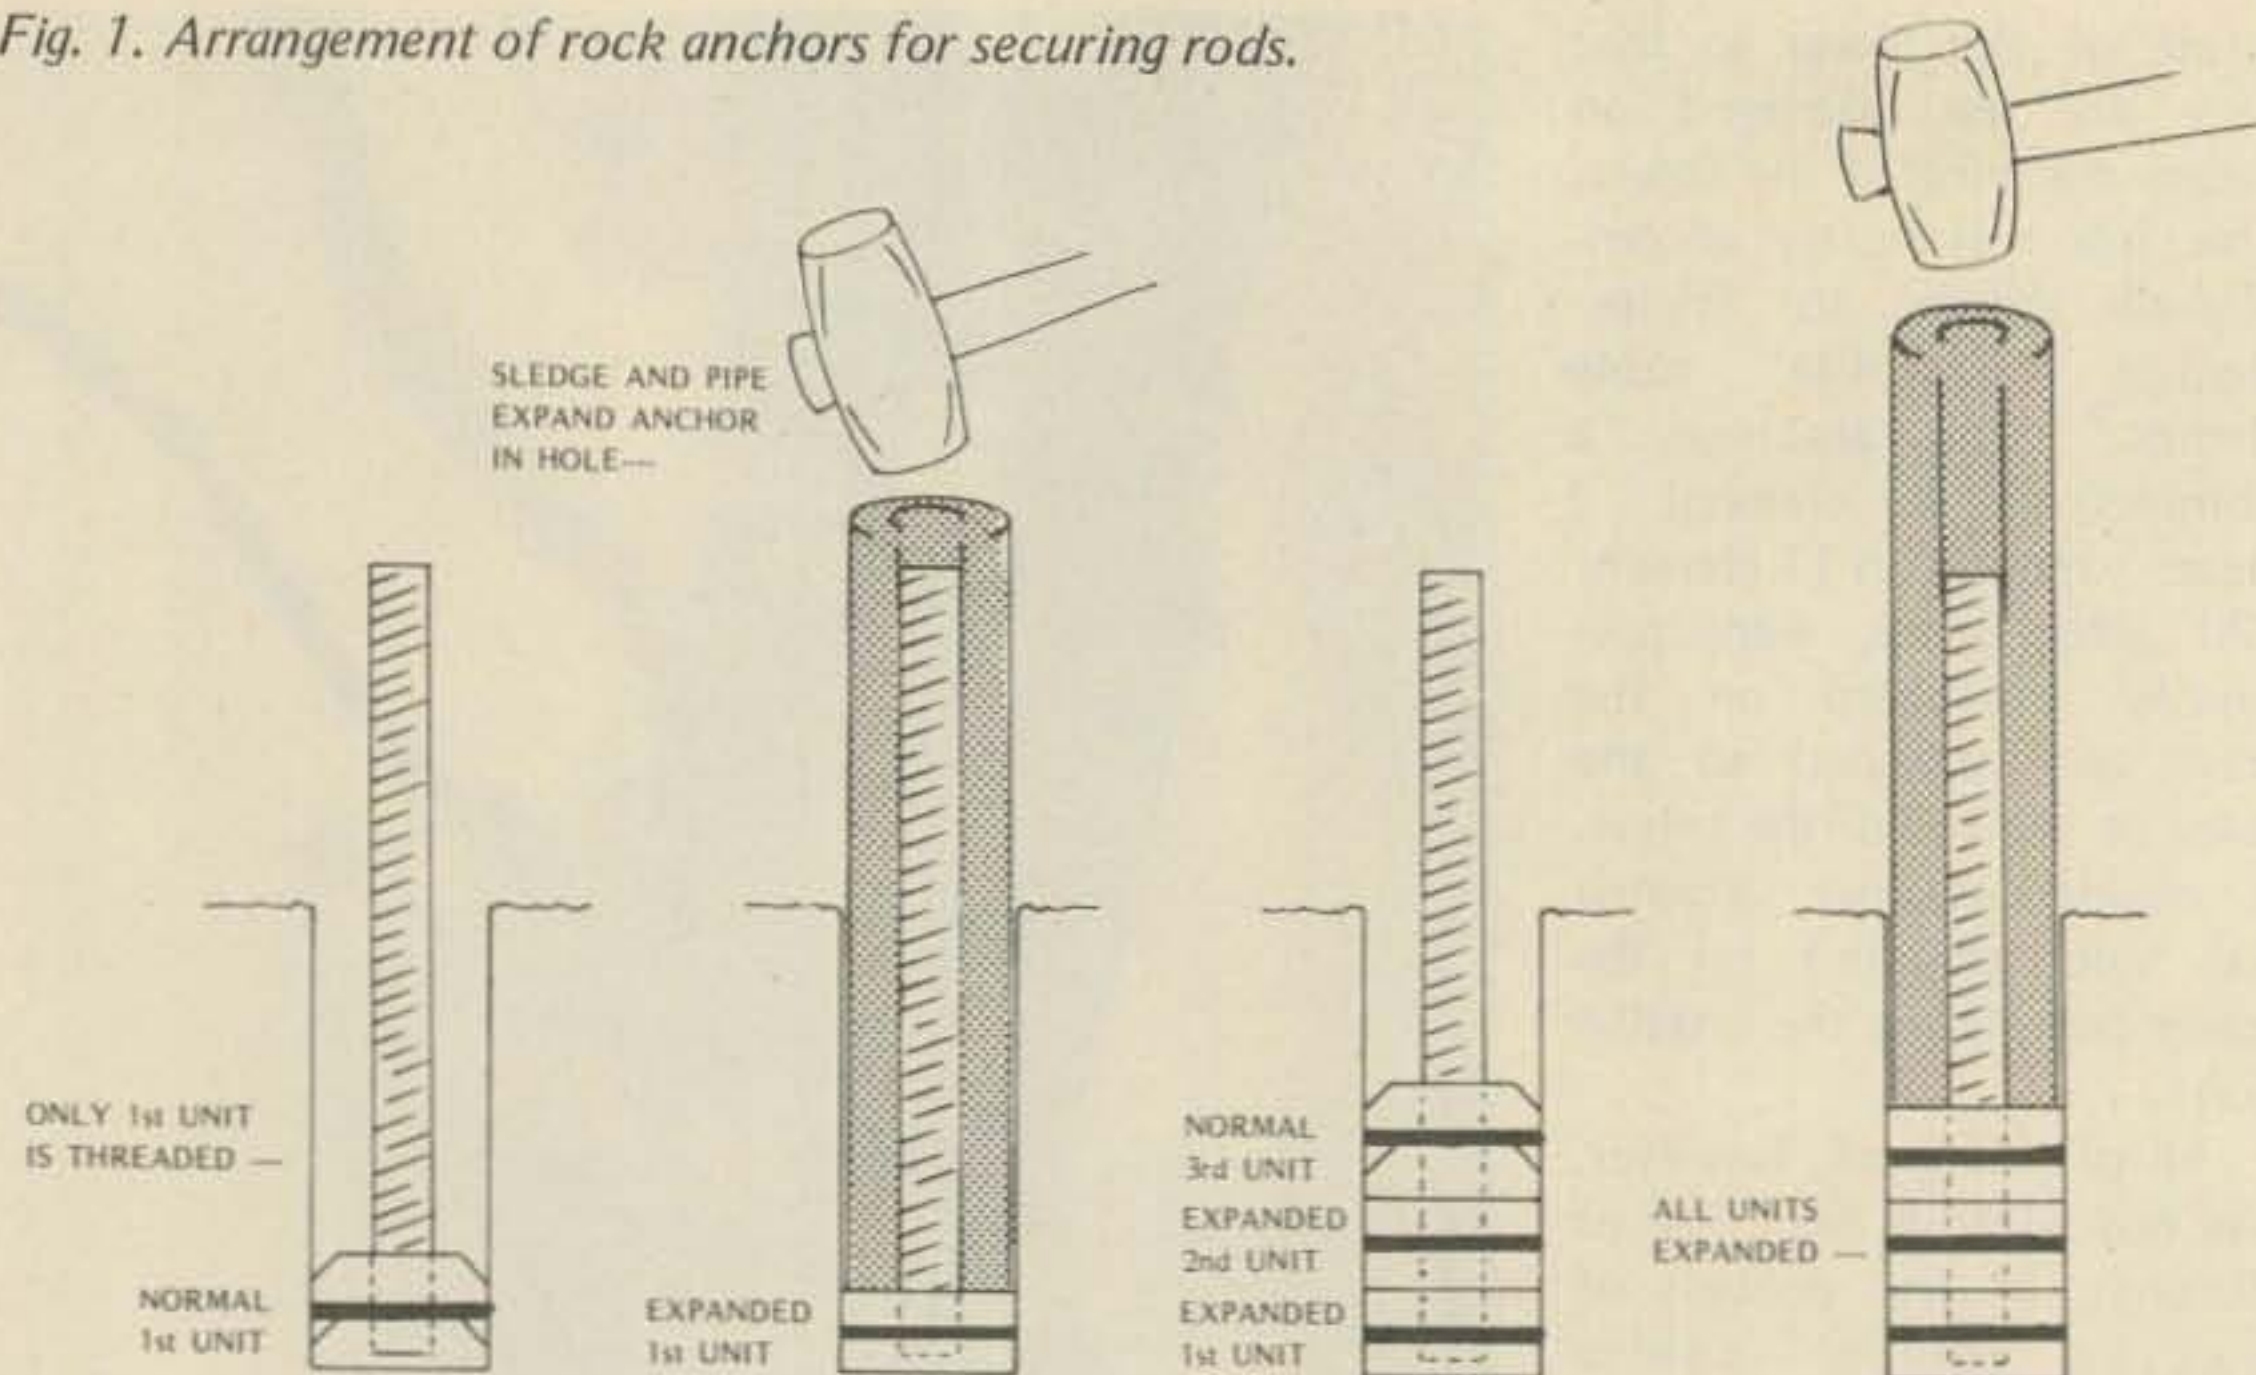 Fig. 1. Arrangement of rock anchors for securing rods.
SLEDGE AND PIPE
EXPAND ANCHOR
IN HOLE—
ONLY 1st UNIT
IS THREADED —
NORMAL
1st UNIT
EXPANDED
1st UNIT
NORMAL
3rd UNIT
EXPANDED
2nd UNIT
EXPANDED
1st UNIT
ALL UNITS
EXPANDED —